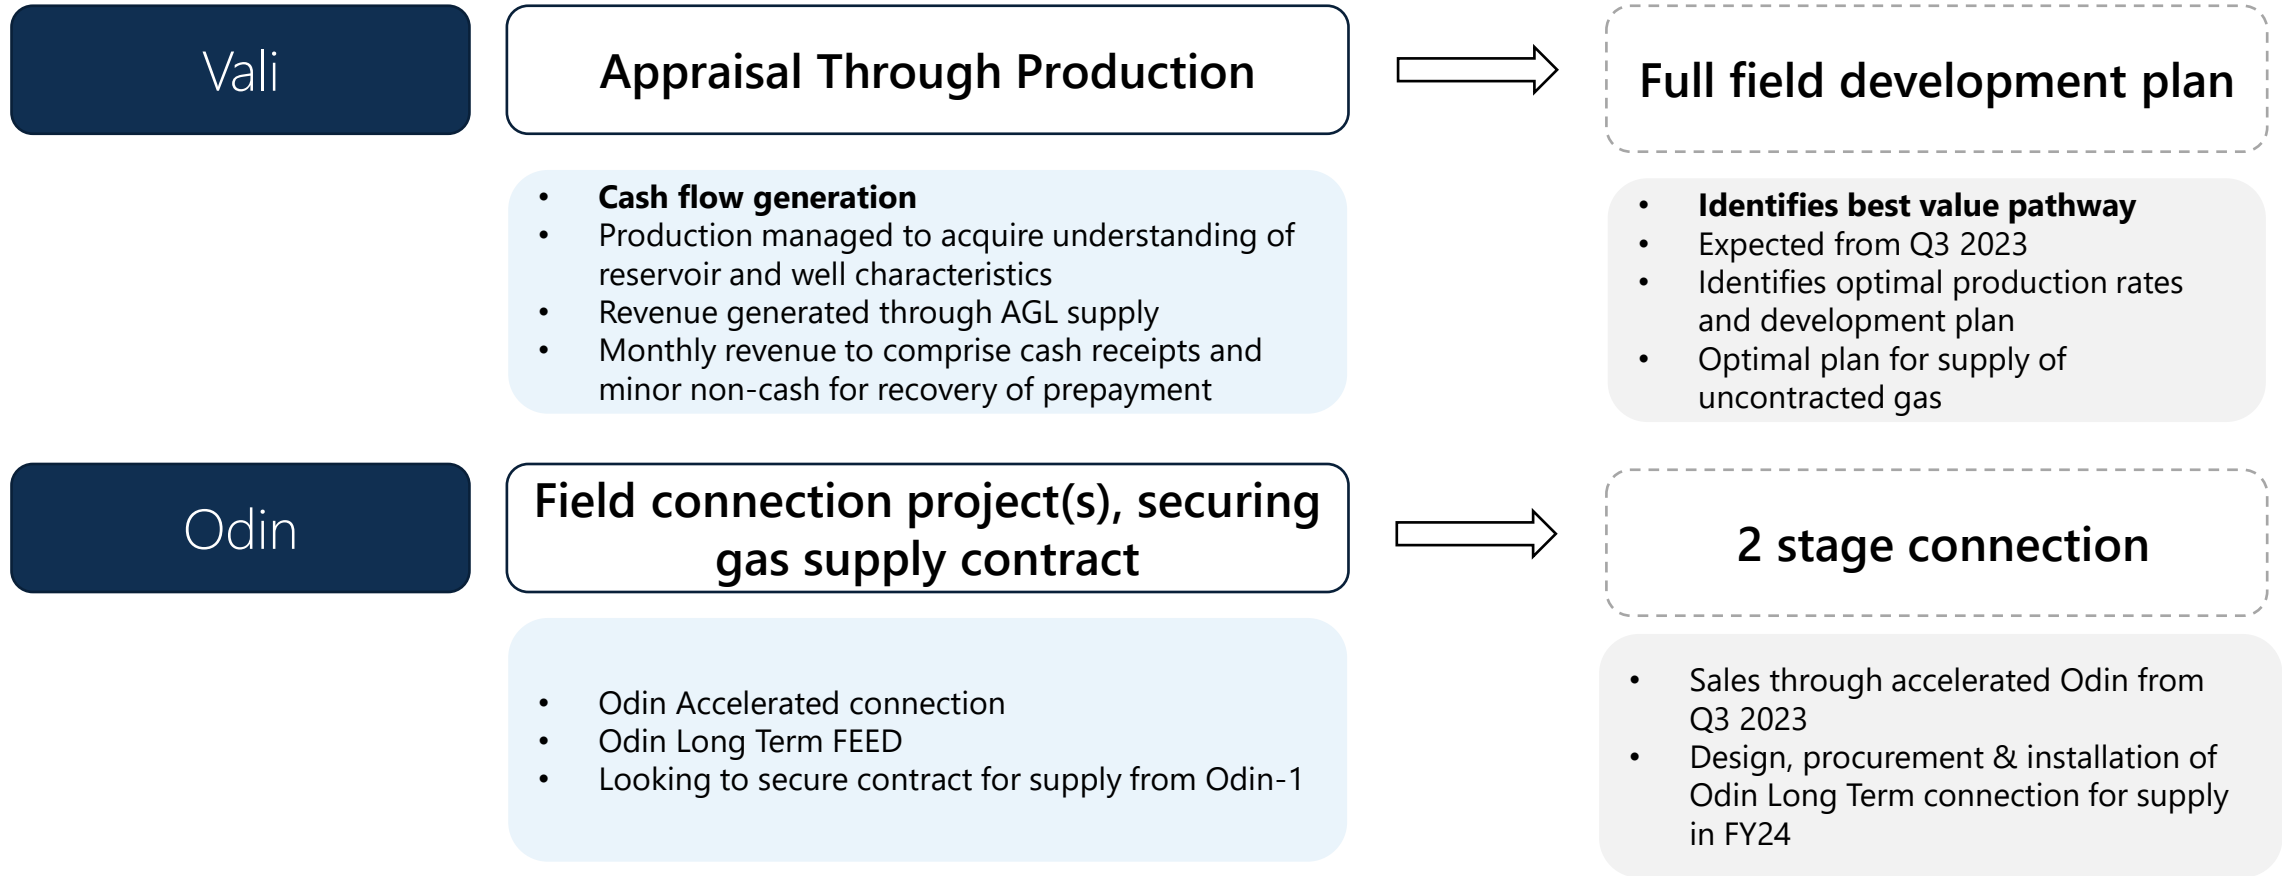 Vali
Appraisal Through Production
Full field development plan
• Cash flow generation
• Production managed to acquire understanding of
reservoir and well characteristics
• Revenue generated through AGL supply
• Monthly revenue to comprise cash receipts and
minor non-cash for recovery of prepayment
• Identifies best value pathway
• Expected from Q3 2023
• Identifies optimal production rates
and development plan
• Optimal plan for supply of
uncontracted gas
Odin
Field connection project(s), securing
gas supply contract
2 stage connection
• Odin Accelerated connection
• Odin Long Term FEED
• Looking to secure contract for supply from Odin-1
• Sales through accelerated Odin from
Q3 2023
• Design, procurement & installation of
Odin Long Term connection for supply
in FY24